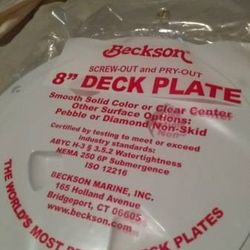 Beckson
SCREW-OUT and PRY-OUT
8" DECK PLATE
Smooth Solid Color or Clear Center
Other Surface Options:
Pebble or Diamond Non-Skid
Certified by testing to meet or exceed
industry standards:
ABYC H-3 § 3.5.2 Watertightness
NEMA 250 6P Submergence
ISO 12216
BECKSON MARINE, INC.
165 Holland Avenue
Bridgeport, CT 06605
www.beckson.com
THE WORLD'S MOST DECK PLATES